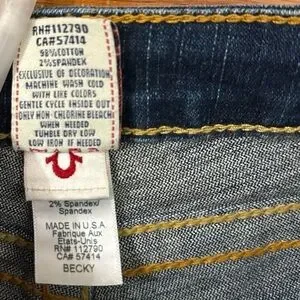 RN#112790
CA#57414
98%COTTON
2%SPANDEX
EXCLUSIVE OF DECORATION
MACHINE WASH COLD
WITH LIKE COLORS
GENTLE CYCLE INSIDE OUT
ONLY NON-CHLORINE BLEACH
WHEN NEEDED
TUMBLE DRY LOW
LOW IRON IF NEEDED
2% Spandex/
Spandex
MADE IN U.S.A
Fabrique Aux
Etats-Unis
RN# 112790
CA# 57414
BECKY